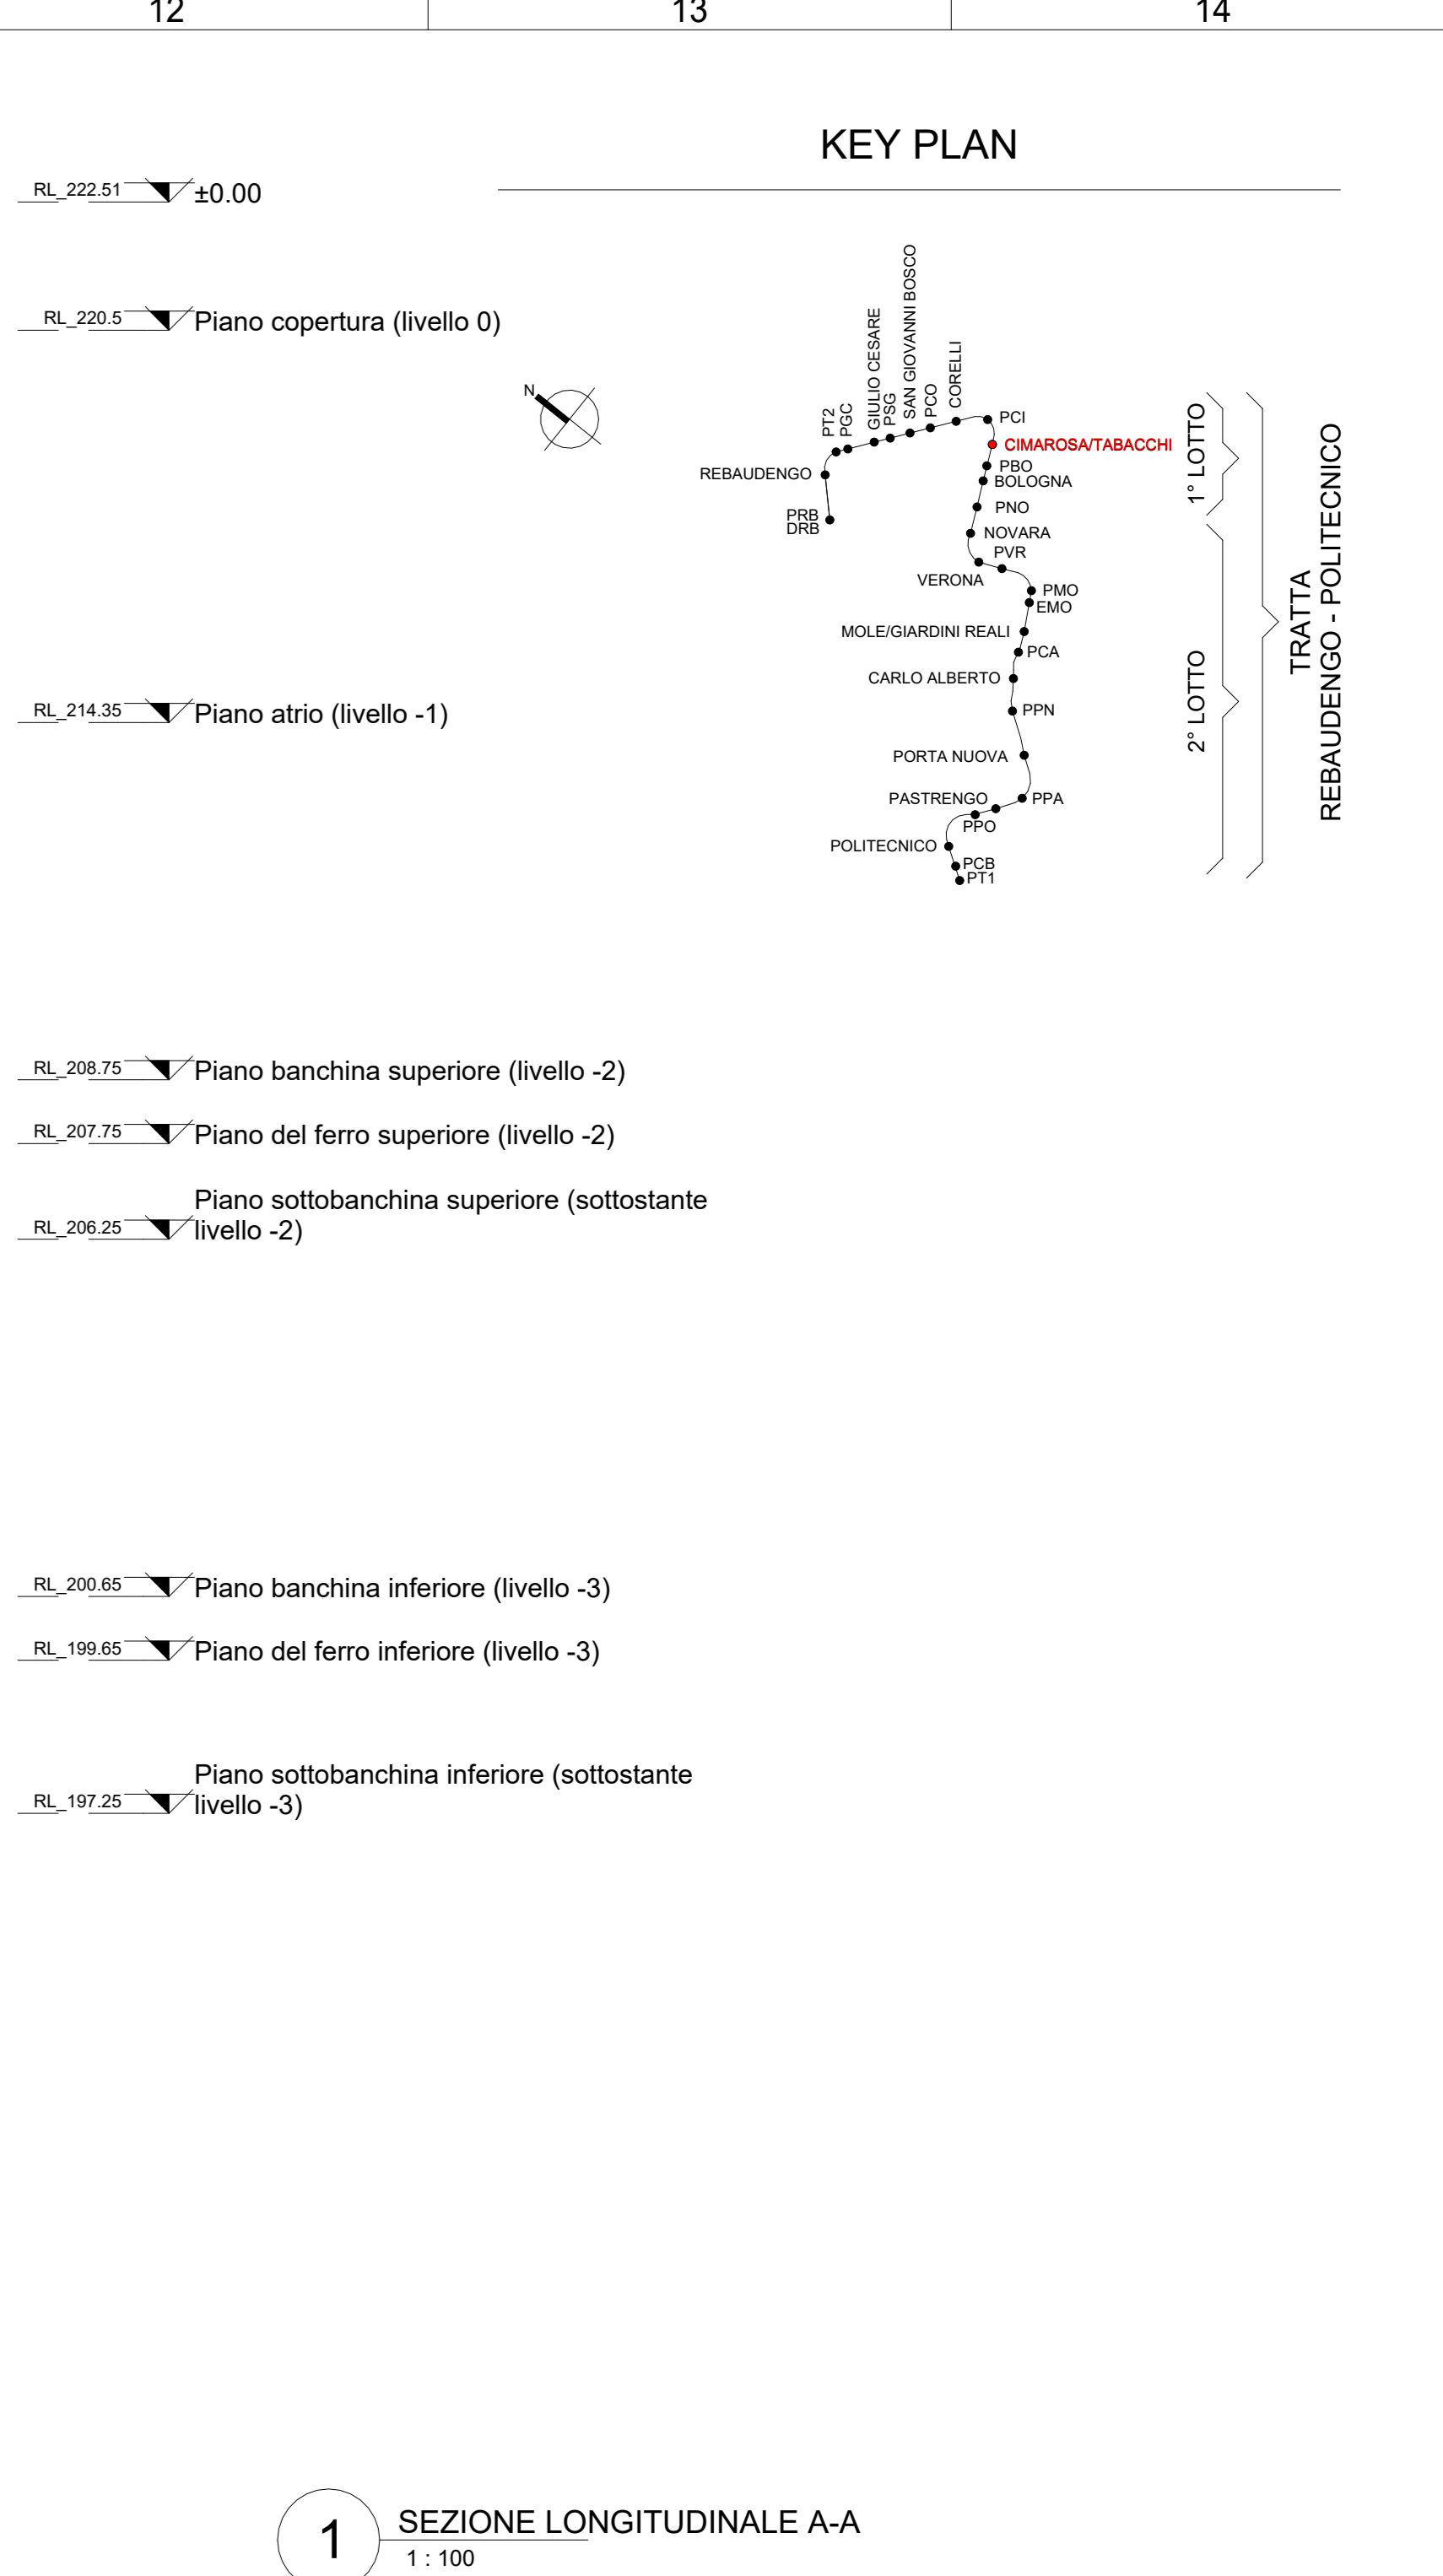 12
13
14
KEY PLAN
RL_222.51
±0.00
RL_220.5
Piano copertura (livello 0)
N
PT2
PGC
GIULIO CESARE
PSG
SAN GIOVANNI BOSCO
PCO
CORELLI
PCI
CIMAROSA/TABACCHI
REBAUDENGO
PBO
BOLOGNA
PRB
DRB
PNO
NOVARA
PVR
VERONA
PMO
EMO
MOLE/GIARDINI REALI
PCA
CARLO ALBERTO
PPN
PORTA NUOVA
PASTRENGO
PPA
PPO
POLITECNICO
PCB
PT1
1° LOTTO
2° LOTTO
TRATTA
REBAUDENGO - POLITECNICO
RL_214.35
Piano atrio (livello -1)
RL_208.75
Piano banchina superiore (livello -2)
RL_207.75
Piano del ferro superiore (livello -2)
Piano sottobanchina superiore (sottostante
RL_206.25
livello -2)
RL_200.65
Piano banchina inferiore (livello -3)
RL_199.65
Piano del ferro inferiore (livello -3)
Piano sottobanchina inferiore (sottostante
RL_197.25
livello -3)
1
SEZIONE LONGITUDINALE A-A
1 : 100